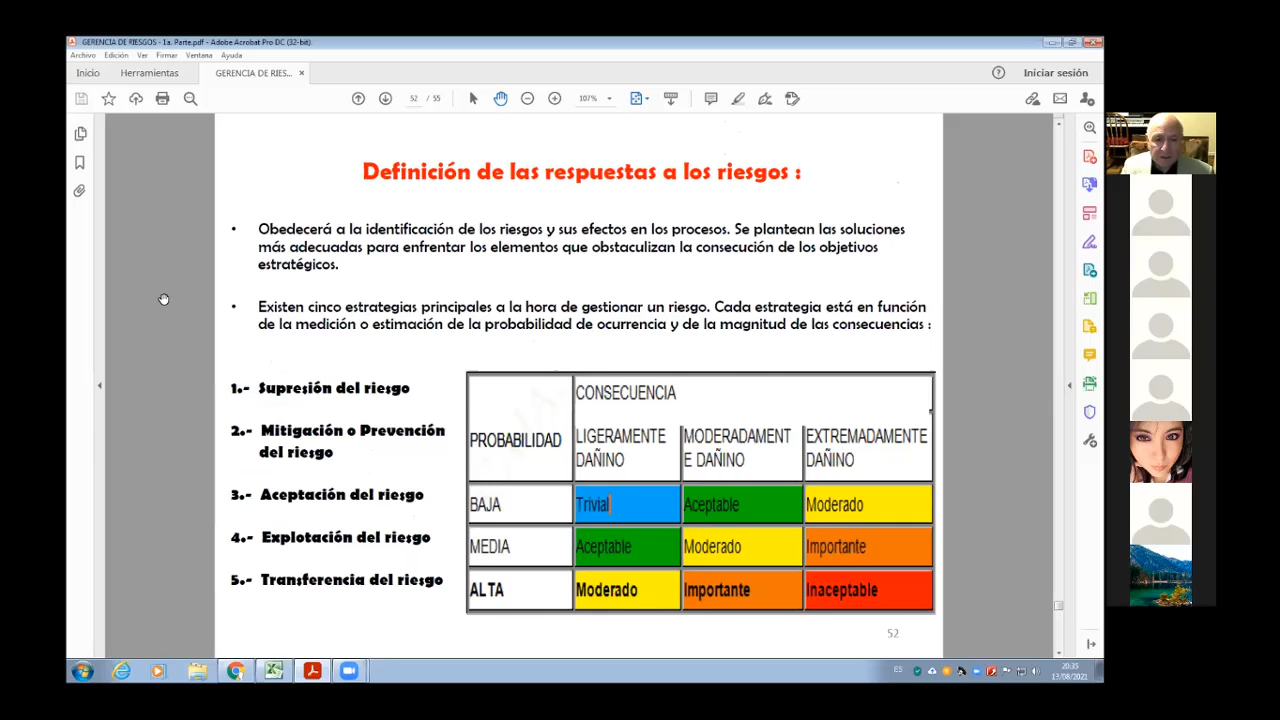 GERENCIA DE RIESGOS - 1a. Parte.pdf - Adobe Acrobat Pro DC (32-bit)
Archivo Edición Ver Firmar Ventana Ayuda
Inicio Herramientas GERENCIA DE RIES... × Iniciar sesión
52 / 55 107%
Definición de las respuestas a los riesgos :
• Obedecerá a la identificación de los riesgos y sus efectos en los procesos. Se plantean las soluciones
más adecuadas para enfrentar los elementos que obstaculizan la consecución de los objetivos
estratégicos.
• Existen cinco estrategias principales a la hora de gestionar un riesgo. Cada estrategia está en función
de la medición o estimación de la probabilidad de ocurrencia y de la magnitud de las consecuencias :
1.- Supresión del riesgo
2.- Mitigación o Prevención
del riesgo
3.- Aceptación del riesgo
4.- Explotación del riesgo
5.- Transferencia del riesgo
PROBABILIDAD
CONSECUENCIA
LIGERAMENTE
DAÑINO
MODERADAMENT
E DAÑINO
EXTREMADAMENTE
DAÑINO
BAJA Trivial Aceptable Moderado
MEDIA Aceptable Moderado Importante
ALTA Moderado Importante Inaceptable
52
ES
20:35
13/08/2021